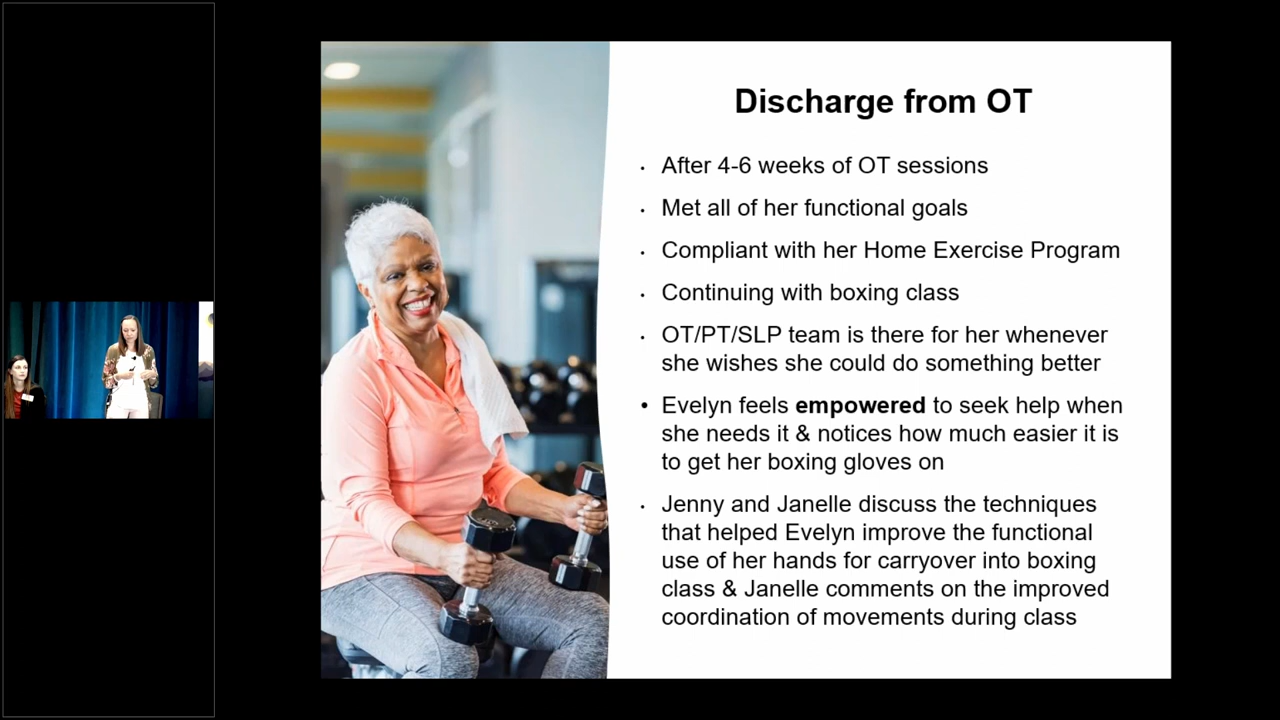 Discharge from OT
• After 4-6 weeks of OT sessions
• Met all of her functional goals
• Compliant with her Home Exercise Program
• Continuing with boxing class
• OT/PT/SLP team is there for her whenever
she wishes she could do something better
• Evelyn feels empowered to seek help when
she needs it & notices how much easier it is
to get her boxing gloves on
• Jenny and Janelle discuss the techniques
that helped Evelyn improve the functional
use of her hands for carryover into boxing
class & Janelle comments on the improved
coordination of movements during class